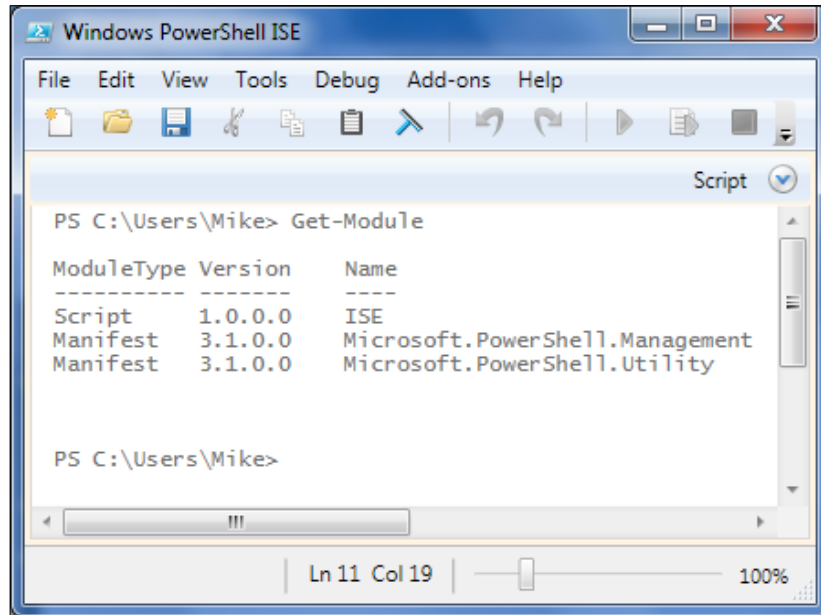 Windows PowerShell ISE
File Edit View Tools Debug Add-ons Help
Script
PS C:\Users\Mike> Get-Module
ModuleType Version    Name
---------- -------    ----
Script     1.0.0.0    ISE
Manifest   3.1.0.0    Microsoft.PowerShell.Management
Manifest   3.1.0.0    Microsoft.PowerShell.Utility
PS C:\Users\Mike>
Ln 11 Col 19 100%